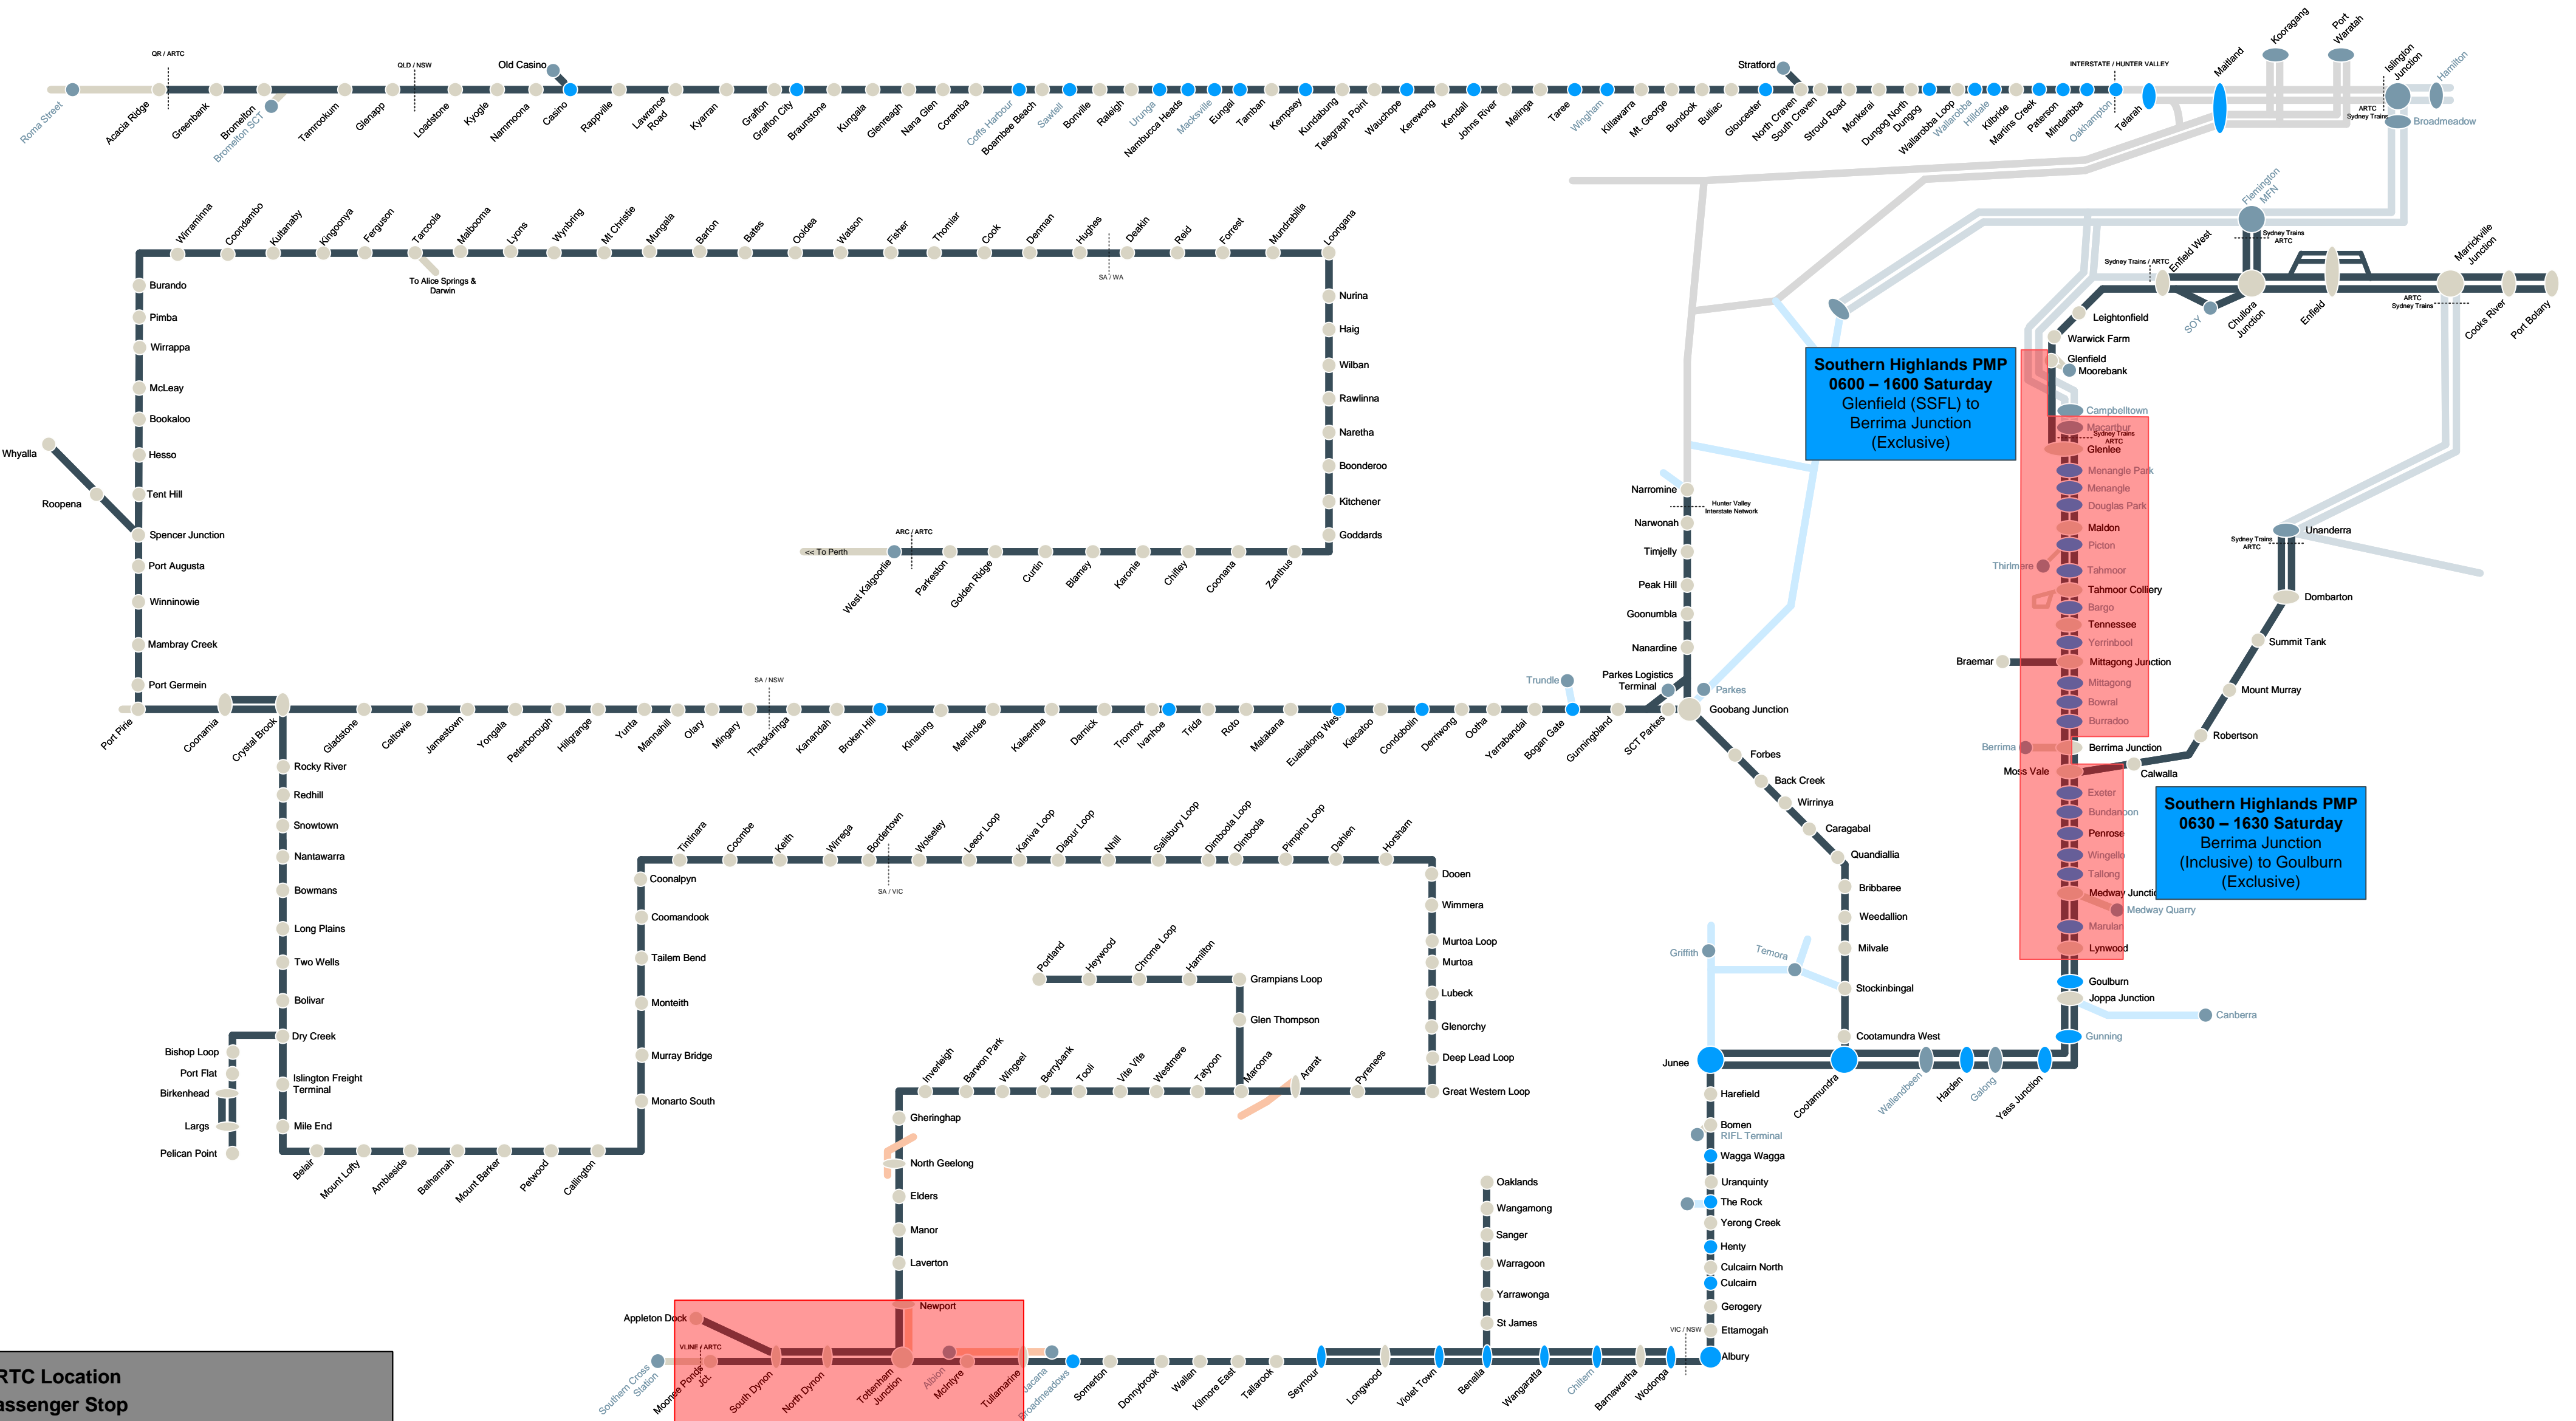 QR / ARTC
QLD / NSW
INTERSTATE / HUNTER VALLEY
Old Casino
Stratford
Roma Street
Acacia Ridge
Greenbank
Bromelton
Bromelton SCT
Tamrookum
Glenapp
Loadstone
Kyogle
Nammoona
Casino
Rappville
Lawrence
Road
Kyarran
Grafton
Grafton City
Braunstone
Kungala
Glenreagh
Nana Glen
Coramba
Coffs Harbour
Boambee Beach
Sawtell
Bonville
Raleigh
Urunga
Nambucca Heads
Macksville
Eungai
Tamban
Kempsey
Kundabung
Telegraph Point
Wauchope
Kerewong
Kendall
Johns River
Melinga
Taree
Wingham
Killawarra
Mt. George
Bundook
Bulliac
Gloucester
North Craven
South Craven
Stroud Road
Monkerai
Dungog North
Dungog
Wallarobba Loop
Wallarobba
Hilldale
Kilbride
Martins Creek
Paterson
Mindaribba
Oakhampton
Telarah
Maitland
Kooragang
Port
Waratah
Islington
Junction
Hamilton
ARTC
Sydney Trains
Broadmeadow
Flemington
MFN
Sydney Trains
ARTC
Sydney Trains / ARTC
Enfield West
SOY
Chullora
Junction
Enfield
Marrickville
Junction
ARTC
Sydney Trains
Cooks River
Port Botany
Leightonfield
Warwick Farm
Glenfield
Moorebank
Campbelltown
Macarthur
Sydney Trains
ARTC
Glenlee
Menangle Park
Menangle
Douglas Park
Maldon
Picton
Thirlmere
Tahmoor
Tahmoor Colliery
Bargo
Tennessee
Yerrinbool
Braemar
Mittagong Junction
Mittagong
Bowral
Burradoo
Berrima
Berrima Junction
Moss Vale
Calwalla
Robertson
Mount Murray
Summit Tank
Dombarton
Unanderra
Sydney Trains
ARTC
Exeter
Bundanoon
Penrose
Wingello
Tallong
Medway Junctio
Medway Quarry
Marulan
Lynwood
Goulburn
Joppa Junction
Canberra
Gunning
Southern Highlands PMP
0600 – 1600 Saturday
Glenfield (SSFL) to
Berrima Junction
(Exclusive)
Southern Highlands PMP
0630 – 1630 Saturday
Berrima Junction
(Inclusive) to Goulburn
(Exclusive)
Wirraminna
Coondambo
Kultanaby
Kingoonya
Ferguson
Tarcoola
Malbooma
Lyons
Wynbring
Mt Christie
Mungala
Barton
Bates
Ooldea
Watson
Fisher
Thomiar
Cook
Denman
Hughes
SA / WA
Deakin
Reid
Forrest
Mundrabilla
Loongana
To Alice Springs &
Darwin
Nurina
Haig
Wilban
Rawlinna
Naretha
Boonderoo
Kitchener
Goddards
Zanthus
Coonana
Chifley
Karonie
Blamey
Curtin
Golden Ridge
Parkeston
ARC / ARTC
West Kalgoorlie
<< To Perth
Burando
Pimba
Wirrappa
McLeay
Bookaloo
Hesso
Tent Hill
Spencer Junction
Whyalla
Roopena
Port Augusta
Winninowie
Mambray Creek
Port Germein
Port Pirie
Coonamia
Crystal Brook
Gladstone
Caltowie
Jamestown
Yongala
Peterborough
Hillgrange
Yunta
Mannahill
Olary
Mingary
SA / NSW
Thackaringa
Kanandah
Broken Hill
Kinalung
Menindee
Kaleentha
Darnick
Tronnox
Ivanhoe
Trida
Roto
Matakana
Euabalong West
Kiacatoo
Condobolin
Derriwong
Ootha
Yarrabandai
Trundle
Bogan Gate
Gunningbland
SCT Parkes
Parkes Logistics
Terminal
Parkes
Goobang Junction
Narromine
Hunter Valley
Interstate Network
Narwonah
Timjelly
Peak Hill
Goonumbla
Nanardine
Forbes
Back Creek
Wirrinya
Caragabal
Quandiallia
Bribbaree
Weedallion
Milvale
Stockinbingal
Cootamundra West
Griffith
Temora
Junee
Cootamundra
Wallendbeen
Harden
Galong
Yass Junction
Harefield
Bomen
RIFL Terminal
Wagga Wagga
Uranquinty
The Rock
Yerong Creek
Henty
Culcairn North
Culcairn
Gerogery
Ettamogah
VIC / NSW
Albury
Rocky River
Redhill
Snowtown
Nantawarra
Bowmans
Long Plains
Two Wells
Bolivar
Dry Creek
Bishop Loop
Port Flat
Birkenhead
Largs
Pelican Point
Islington Freight
Terminal
Mile End
Belair
Mount Lofty
Ambleside
Balhannah
Mount Barker
Petwood
Callington
Monarto South
Murray Bridge
Monteith
Tailem Bend
Coomandook
Coonalpyn
Tintinara
Coombe
Keith
Wirrega
Bordertown
SA / VIC
Wolseley
Leeor Loop
Kaniva Loop
Diapur Loop
Nhill
Salisbury Loop
Dimboola Loop
Dimboola
Pimpino Loop
Dahlen
Horsham
Dooen
Wimmera
Murtoa Loop
Murtoa
Lubeck
Glenorchy
Deep Lead Loop
Great Western Loop
Pyrenees
Ararat
Maroona
Tatyoon
Westmere
Vite Vite
Tooli
Berrybank
Wingeel
Barwon Park
Inverleigh
Portland
Heywood
Chrome Loop
Hamilton
Grampians Loop
Glen Thompson
Gheringhap
North Geelong
Elders
Manor
Laverton
Newport
Appleton Dock
VLINE / ARTC
Southern Cross
Station
Moonee Ponds
Jct.
South Dynon
North Dynon
Tottenham
Junction
Albion
McIntyre
Tullamarine
Jacana
Broadmeadows
Somerton
Donnybrook
Wallan
Kilmore East
Tallarook
Seymour
Longwood
Violet Town
Benalla
Wangaratta
Chiltern
Barnawartha
Wodonga
Oaklands
Wangamong
Sanger
Warragoon
Yarrawonga
St James
RTC Location
assenger Stop